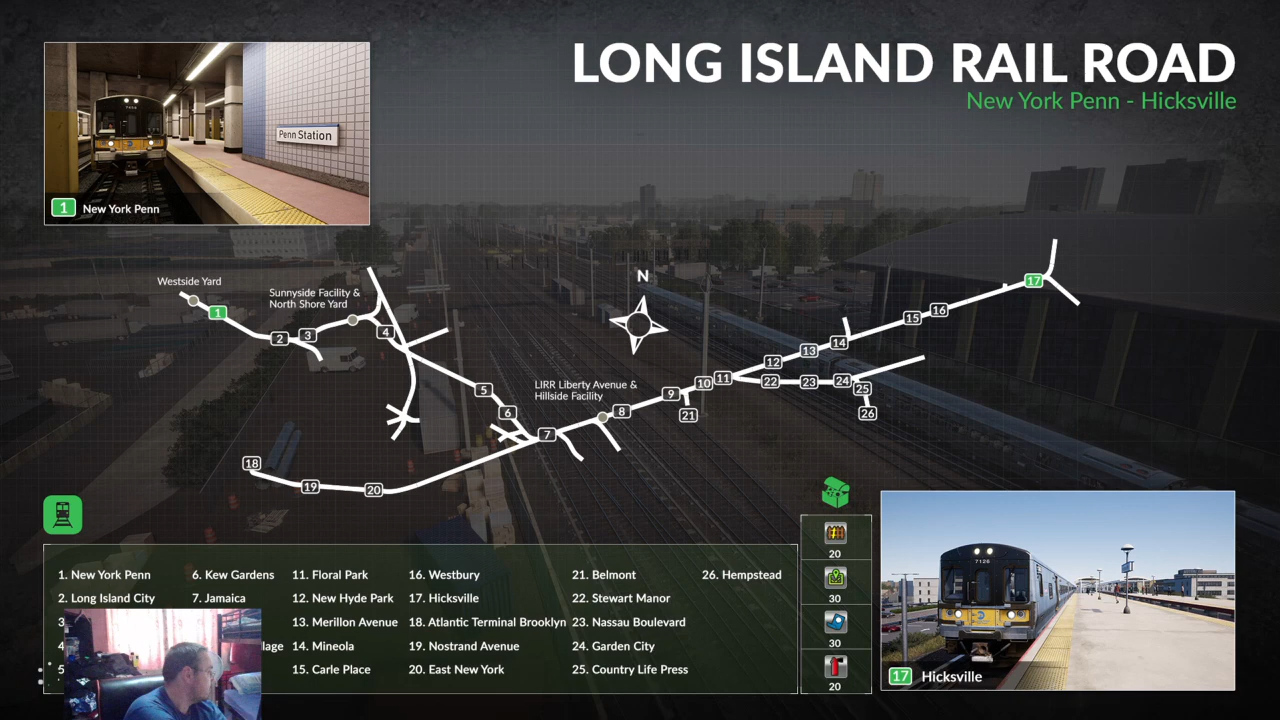 LONG ISLAND RAIL ROAD
New York Penn - Hicksville
Penn Station
7156
1 New York Penn
N
Westside Yard
Sunnyside Facility &
North Shore Yard
1
2
3
4
5
6
LIRR Liberty Avenue &
Hillside Facility
7
8
9
10
11
12
13
14
15
16
17
18
19
20
21
22
23
24
25
26
1. New York Penn
2. Long Island City
3
4
5
6. Kew Gardens
7. Jamaica
lage
11. Floral Park
12. New Hyde Park
13. Merillon Avenue
14. Mineola
15. Carle Place
16. Westbury
17. Hicksville
18. Atlantic Terminal Brooklyn
19. Nostrand Avenue
20. East New York
21. Belmont
22. Stewart Manor
23. Nassau Boulevard
24. Garden City
25. Country Life Press
26. Hempstead
20
30
30
20
7126
17 Hicksville